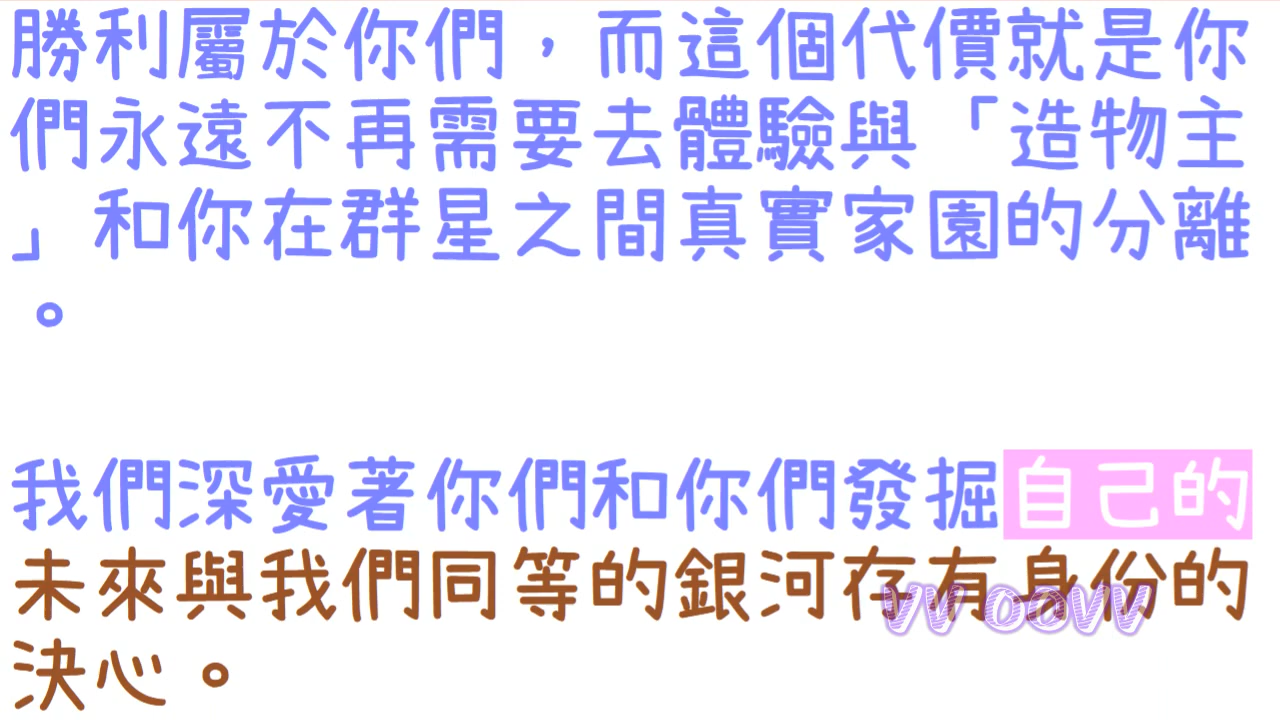 勝利屬於你們，而這個代價就是你
們永遠不再需要去體驗與「造物主
」和你在群星之間真實家園的分離
。
我們深愛著你們和你們發掘自己的
未來與我們同等的銀河存有身份的
決心。
vv oovv